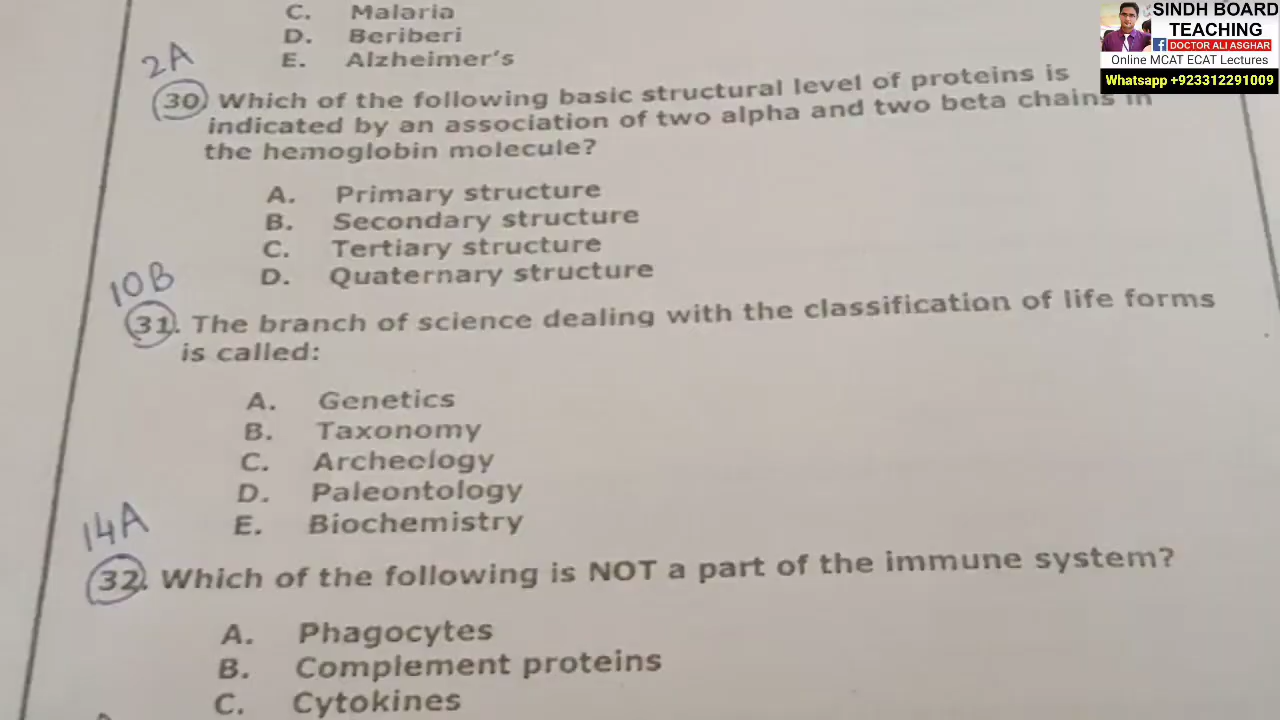 SINDH BOARD
TEACHING
DOCTOR ALI ASGHAR
Online MCAT ECAT Lectures
Whatsapp +923312291009
C. Malaria
D. Beriberi
E. Alzheimer's
2A
30. Which of the following basic structural level of proteins is
indicated by an association of two alpha and two beta chains in
the hemoglobin molecule?
A. Primary structure
B. Secondary structure
C. Tertiary structure
D. Quaternary structure
10B
31. The branch of science dealing with the classification of life forms
is called:
A. Genetics
B. Taxonomy
C. Archeology
D. Paleontology
E. Biochemistry
14A
32. Which of the following is NOT a part of the immune system?
A. Phagocytes
B. Complement proteins
C. Cytokines